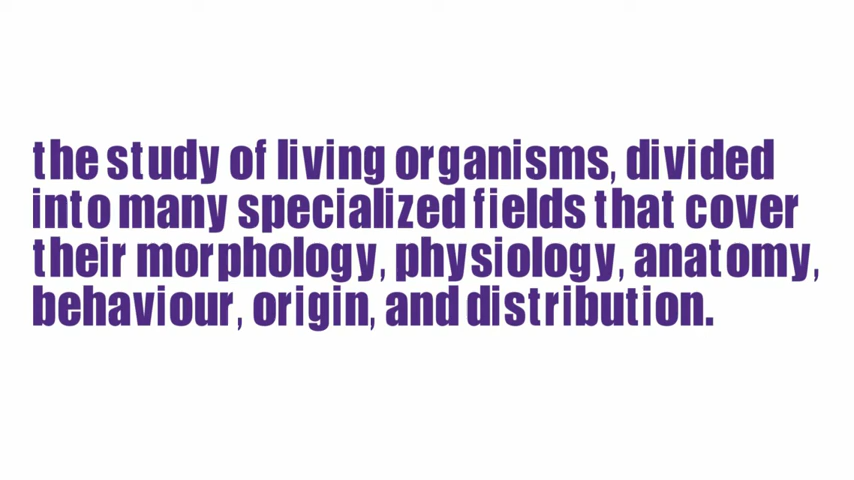 the study of living organisms, divided
into many specialized fields that cover
their morphology, physiology, anatomy,
behaviour, origin, and distribution.